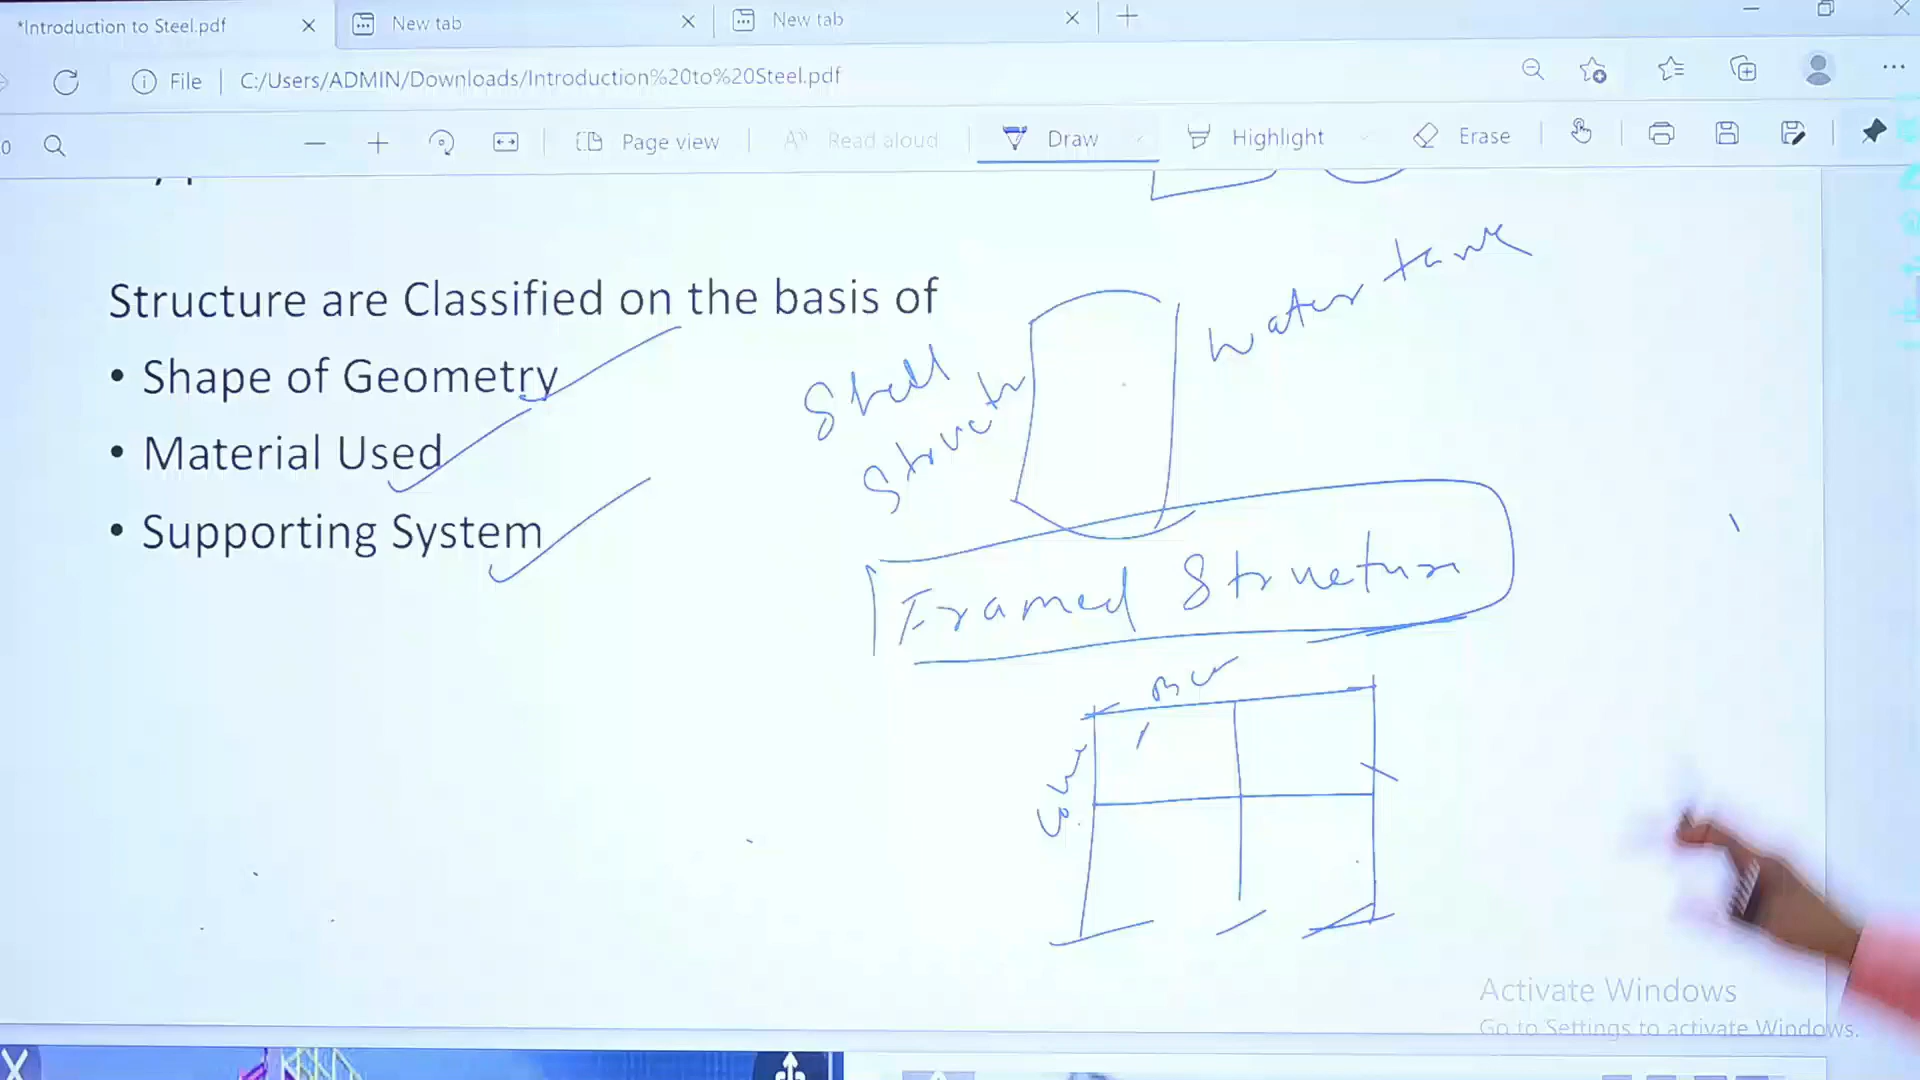 *Introduction to Steel.pdf
New tab
New tab
File
C:/Users/ADMIN/Downloads/Introduction%20to%20Steel.pdf
Page view
Read aloud
Draw
Highlight
Erase
Structure are Classified on the basis of
• Shape of Geometry
• Material Used
• Supporting System
Water tank
Shell
Structr
Framed Structure
Activate Windows
Go to Settings to activate Windows.